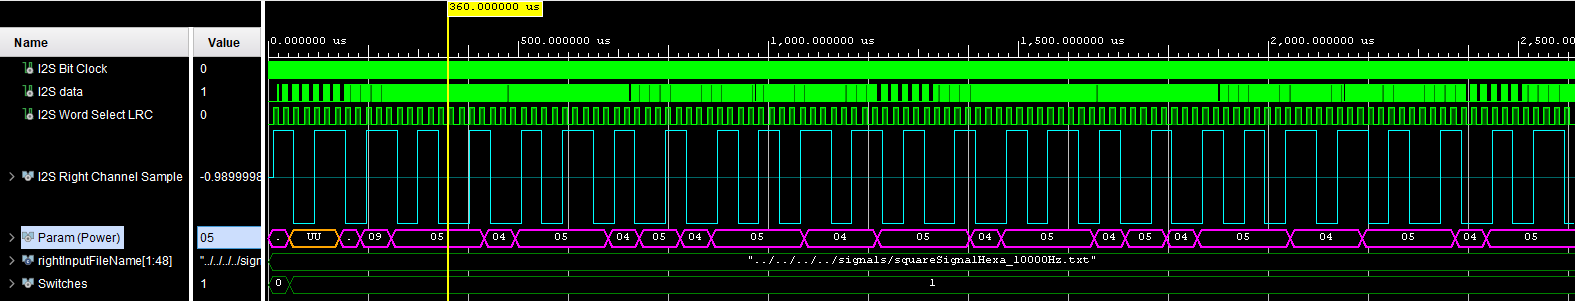 360.000000 us
Name Value 0.000000 us 500.000000 us 1,000.000000 us 1,500.000000 us 2,000.000000 us 2,500.0
I2S Bit Clock 0
I2S data 1
I2S Word Select LRC 0
I2S Right Channel Sample -0.9899998
Param (Power) 05 . UU . 09 05 04 05 04 05 04 05 04 05 04 05 04 05 04 05 04 05 04 05
rightInputFileName[1:48] "../../../../sign "../../../../signals/squareSignalHexa_10000Hz.txt"
Switches 1 0 1